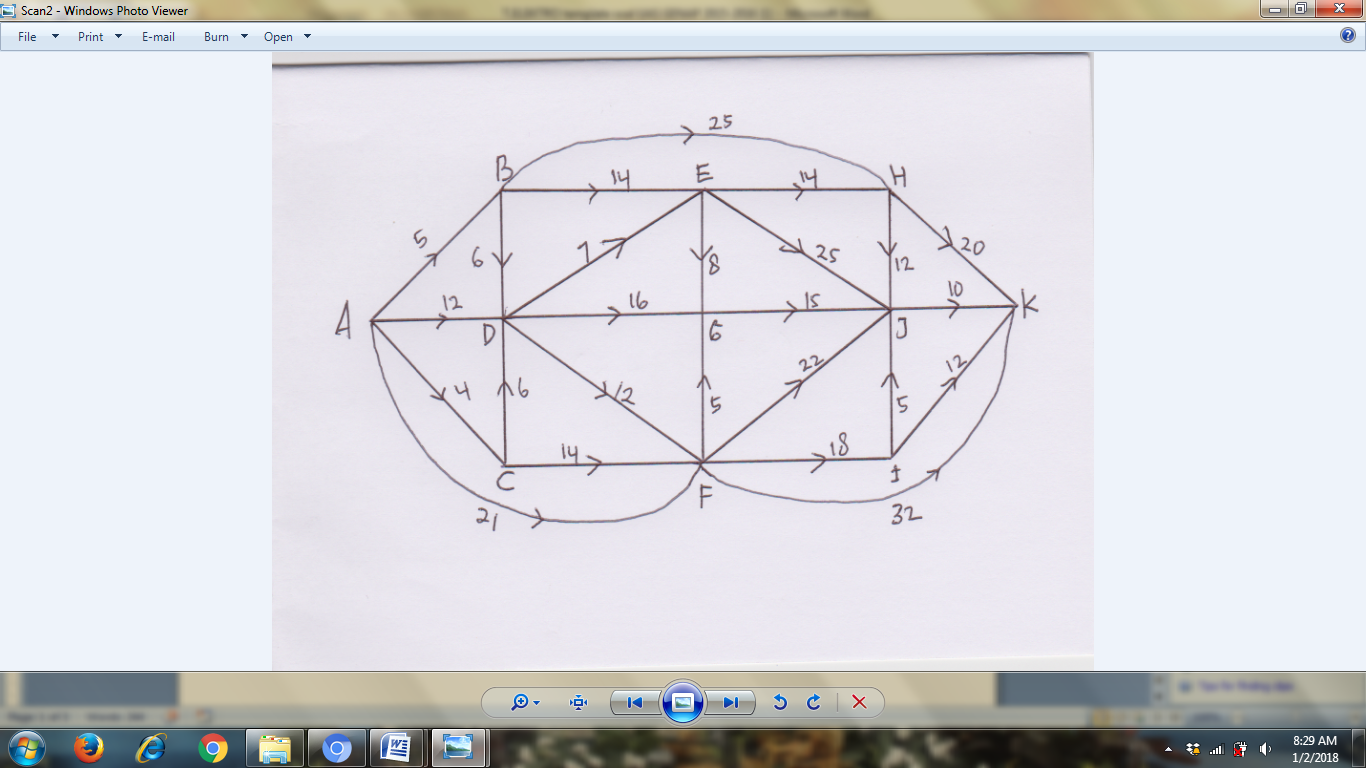 Scan2 - Windows Photo Viewer
File Print E-mail Burn Open
25
B 14 E 14 H
5 6 7 8 25 12 20
A 12 D 16 G 15 J 10 K
4 6 12 5 22 5 12
C 14 F 18 I
21 32
8:29 AM
1/2/2018